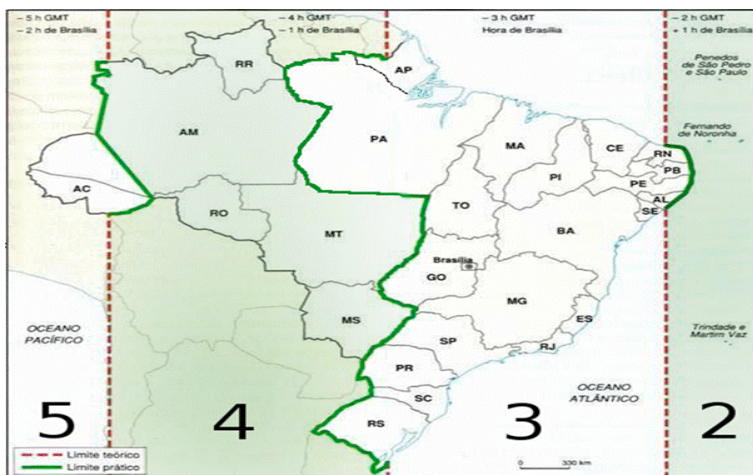 – 5 h GMT
– 2 h de Brasília
– 4 h GMT
– 1 h de Brasília
– 3 h GMT
Hora de Brasília
– 2 h GMT
+ 1 h de Brasília
Penedos
de São Pedro
e São Paulo
RR
AP
Fernando
de Noronha
AM
PA
MA
CE
RN
PB
PI
PE
AC
AL
SE
TO
RO
BA
MT
Brasília
GO
MG
MS
ES
OCEANO
PACÍFICO
SP
RJ
Trindade e
Martim Vaz
PR
OCEANO
ATLÂNTICO
SC
RS
5
4
3
2
Limite teórico
Limite prático
0 330 km